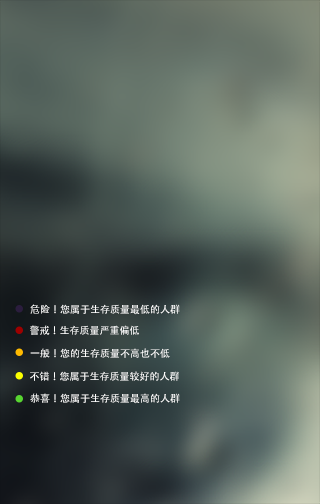 危险！您属于生存质量最低的人群
警戒！生存质量严重偏低
一般！您的生存质量不高也不低
不错！您属于生存质量较好的人群
恭喜！您属于生存质量最高的人群